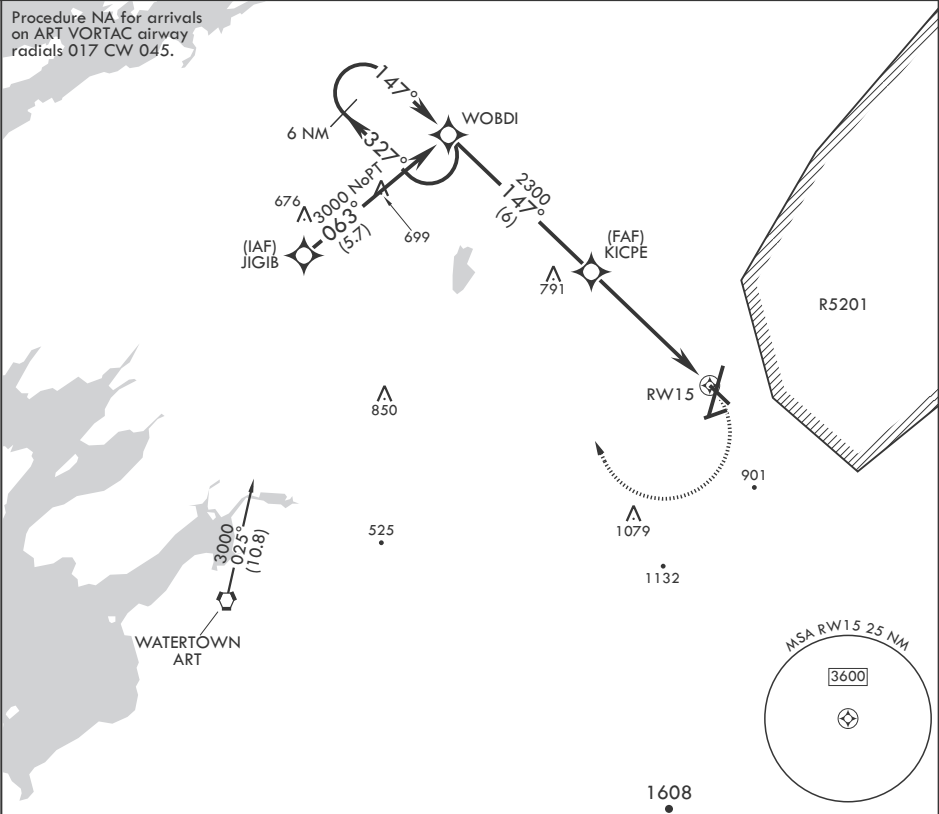 Procedure NA for arrivals
on ART VORTAC airway
radials 017 CW 045.
147°
WOBDI
6 NM
327°
3000 NoPT
063°
(5.7)
676
699
(IAF)
JIGIB
2300
147°
(6)
(FAF)
KICPE
791
R5201
RW15
850
901
1079
525
1132
3000
025°
(10.8)
WATERTOWN
ART
MSA RW15 25 NM
3600
1608